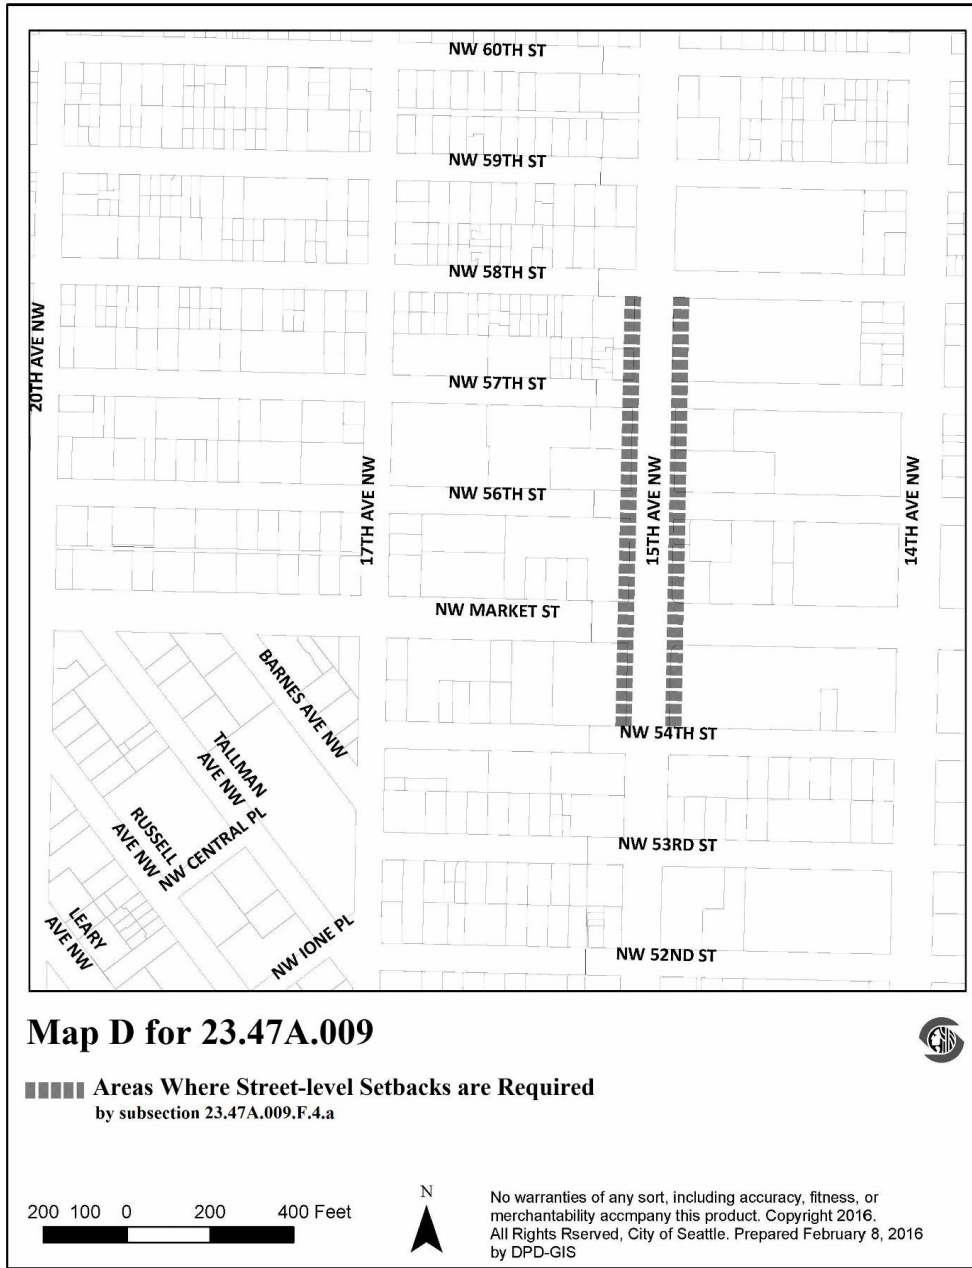 NW 60TH ST
NW 59TH ST
NW 58TH ST
20TH AVE NW
NW 57TH ST
17TH AVE NW
NW 56TH ST
15TH AVE NW
14TH AVE NW
NW MARKET ST
BARNES AVE NW
NW 54TH ST
TALLMAN
AVE NW
RUSSELL
AVE NW
NW CENTRAL PL
NW 53RD ST
LEARY
AVE NW
NW IONE PL
NW 52ND ST
Map D for 23.47A.009
Areas Where Street-level Setbacks are Required
by subsection 23.47A.009.F.4.a
200 100 0 200 400 Feet
N
No warranties of any sort, including accuracy, fitness, or
merchantability accmpany this product. Copyright 2016.
All Rights Rserved, City of Seattle. Prepared February 8, 2016
by DPD-GIS